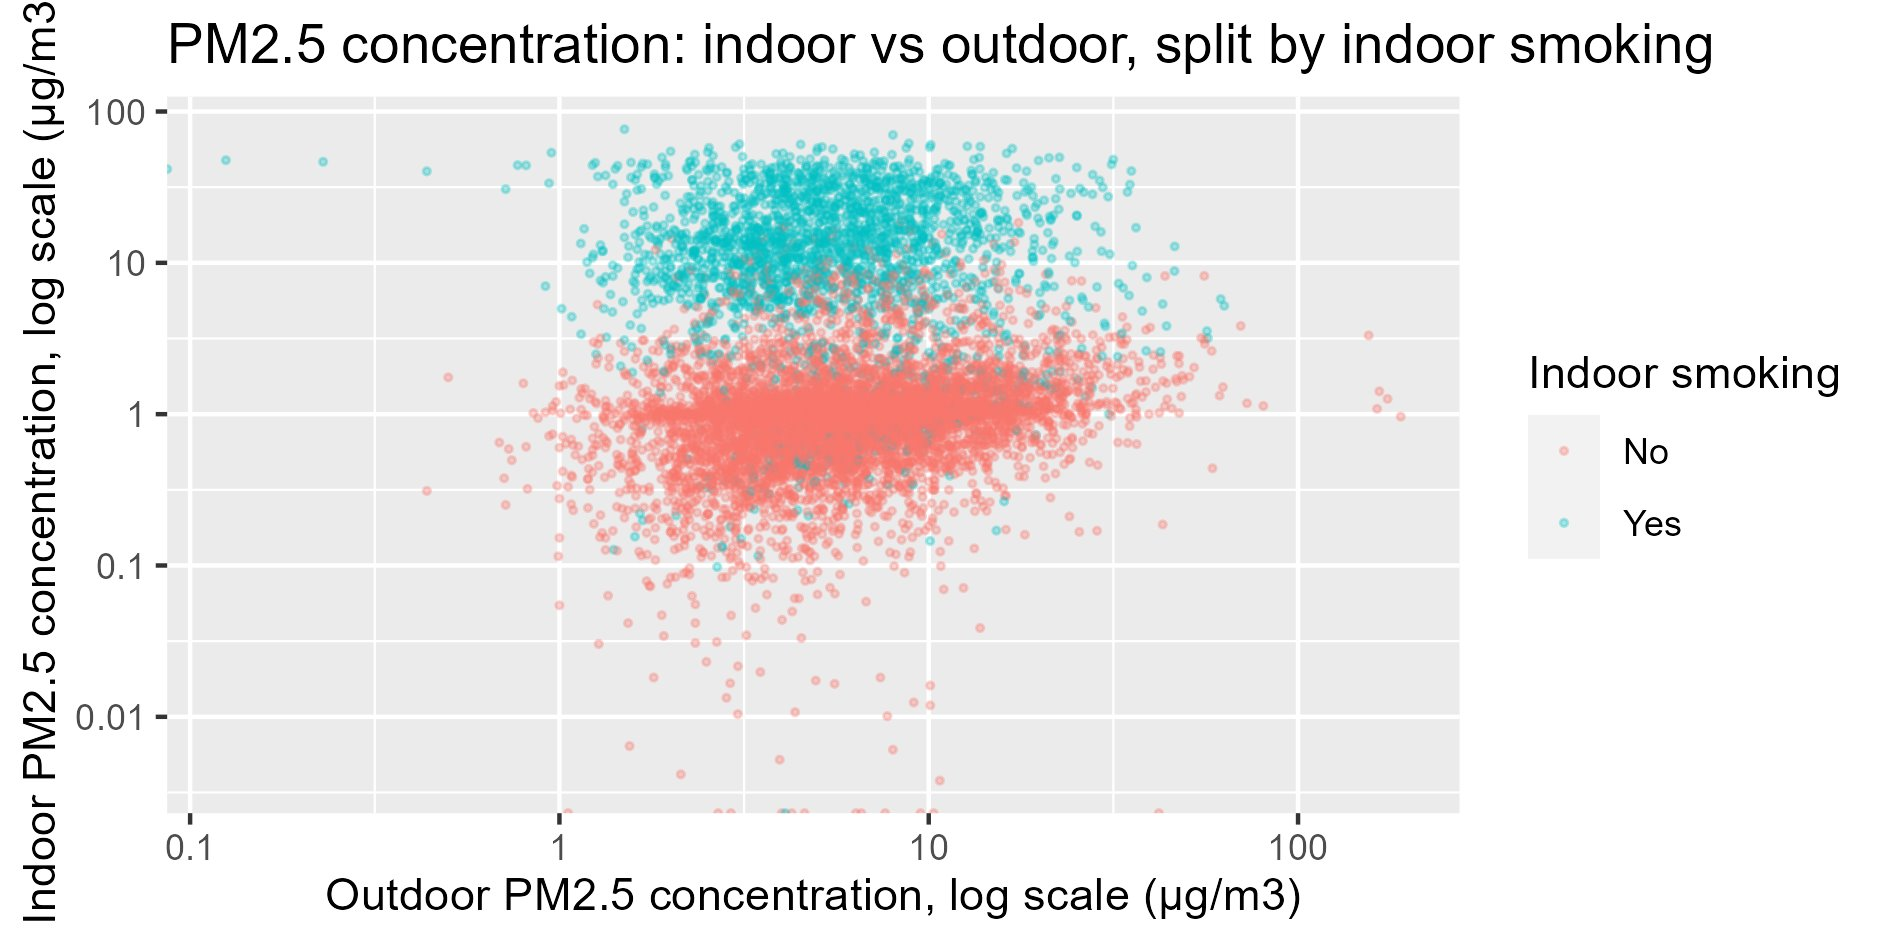 PM2.5 concentration: indoor vs outdoor, split by indoor smoking
Indoor PM2.5 concentration, log scale (µg/m3
100
10
1
0.1
0.01
0.1
1
10
100
Outdoor PM2.5 concentration, log scale (µg/m3)
Indoor smoking
No
Yes